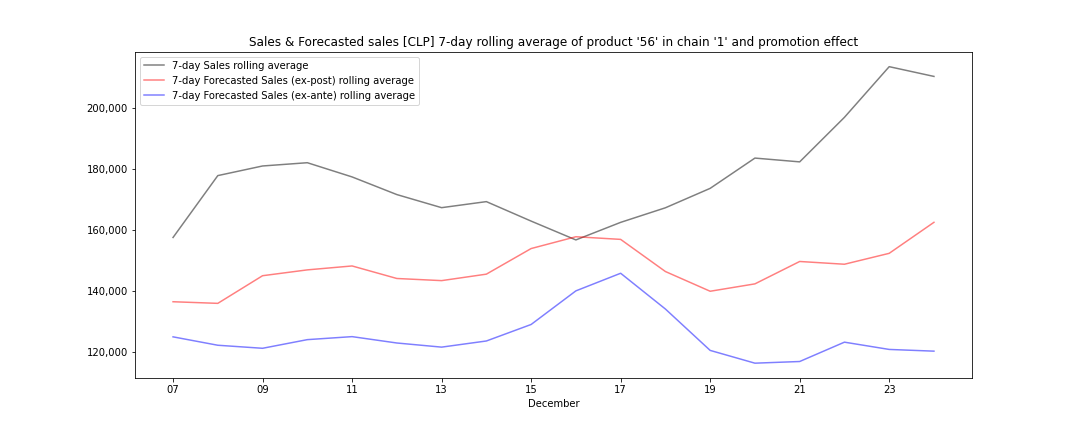 Sales & Forecasted sales [CLP] 7-day rolling average of product '56' in chain '1' and promotion effect
7-day Sales rolling average
7-day Forecasted Sales (ex-post) rolling average
7-day Forecasted Sales (ex-ante) rolling average
200,000
180,000
160,000
140,000
120,000
07 09 11 13 15 17 19 21 23
December